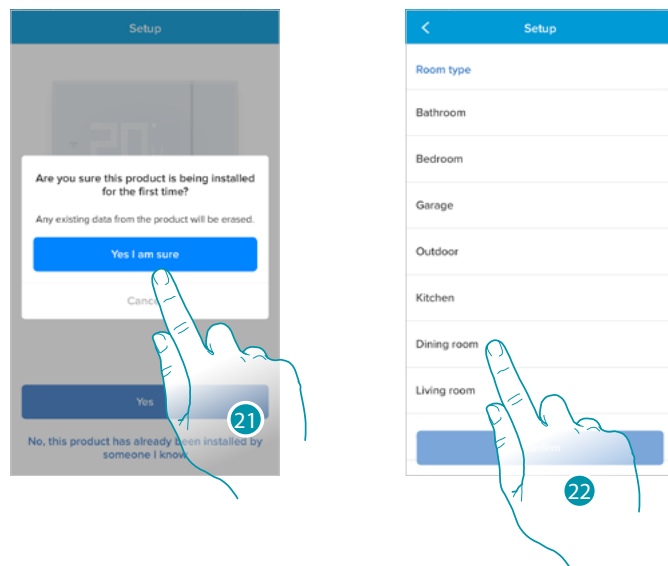 Setup
20
Are you sure this product is being installed
for the first time?
Any existing data from the product will be erased.
Yes I am sure
Yes
No, this product has already been installed by
someone I know
21
Setup
Room type
Bathroom
Bedroom
Garage
Outdoor
Kitchen
Dining room
Living room
22